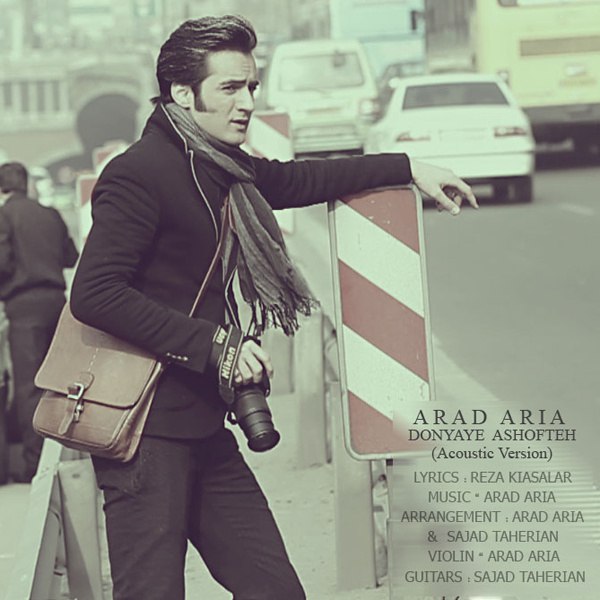 Nikon
ARAD ARIA
DONYAYE ASHOFTEH
(Acoustic Version)
LYRICS : REZA KIASALAR
MUSIC " ARAD ARIA
ARRANGEMENT : ARAD ARIA
& SAJAD TAHERIAN
VIOLIN " ARAD ARIA
GUITARS : SAJAD TAHERIAN